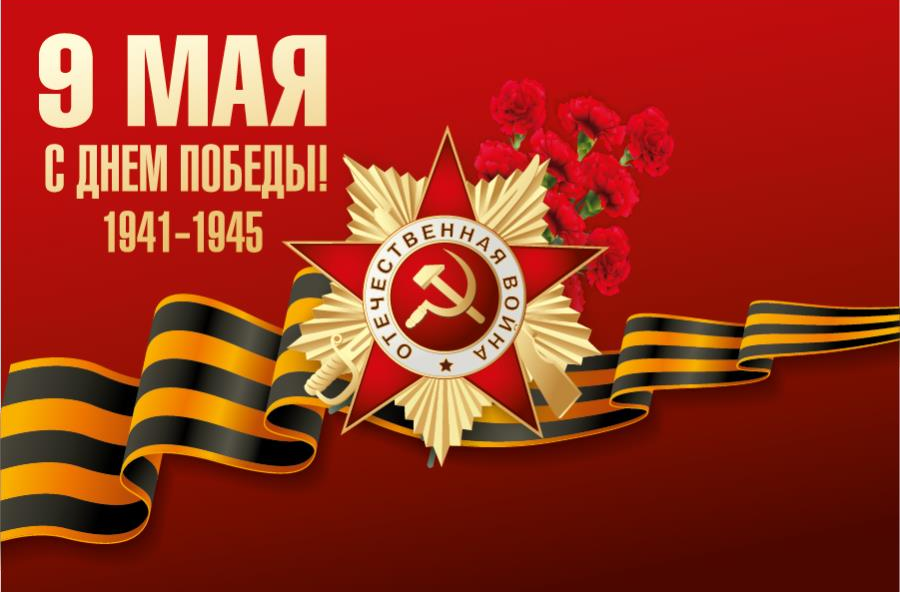 9 МАЯ
С ДНЕМ ПОБЕДЫ!
1941-1945
ОТЕЧЕСТВЕННАЯ ВОЙНА